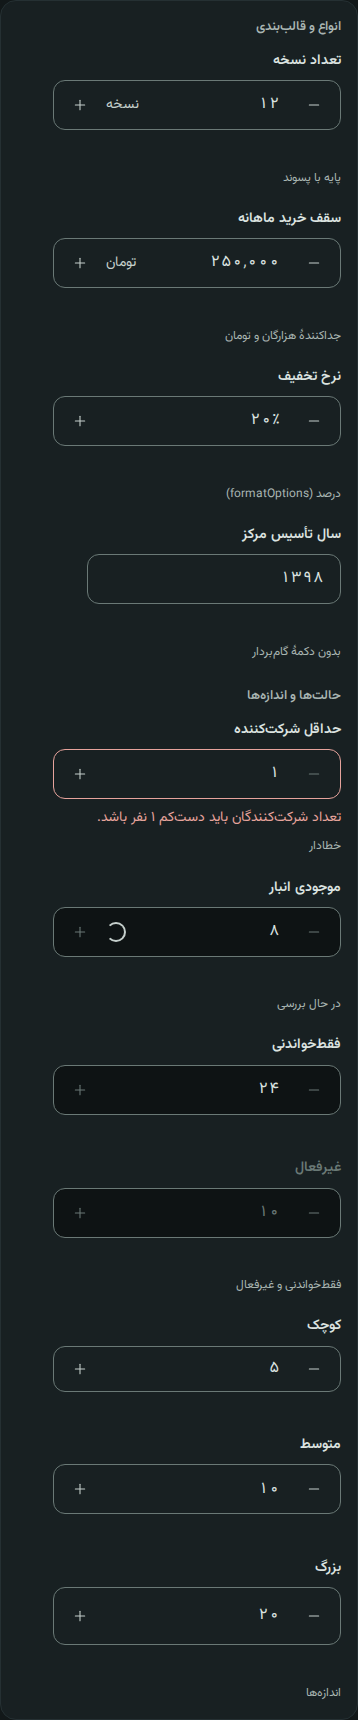 انواع و قالب‌بندی
تعداد نسخه
− ۱۲ نسخه +
پایه با پسوند
سقف خرید ماهانه
− ۲۵۰,۰۰۰ تومان +
جداکنندهٔ هزارگان و تومان
نرخ تخفیف
− ۲۰٪ +
درصد (formatOptions)
سال تأسیس مرکز
۱۳۹۸
بدون دکمهٔ گام‌بردار
حالت‌ها و اندازه‌ها
حداقل شرکت‌کننده
− ۱ +
تعداد شرکت‌کنندگان باید دست‌کم ۱ نفر باشد.
خطادار
موجودی انبار
− ۸ +
در حال بررسی
فقط‌خواندنی
− ۲۴ +
غیرفعال
− ۱۰ +
فقط‌خواندنی و غیرفعال
کوچک
− ۵ +
متوسط
− ۱۰ +
بزرگ
− ۲۰ +
اندازه‌ها